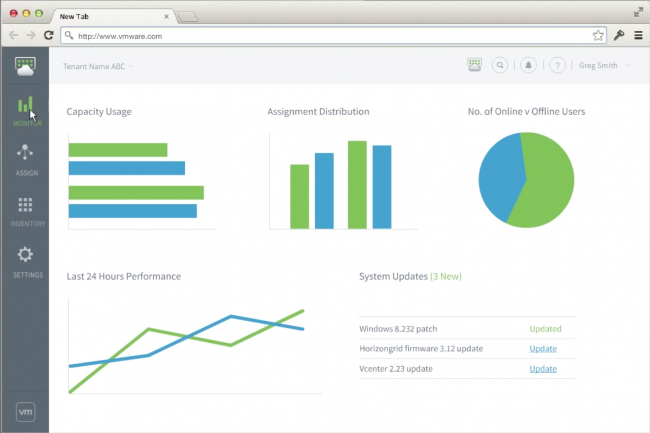 New Tab
http://www.vmware.com
Tenant Name ABC
?
Greg Smith
MONITOR
ASSIGN
INVENTORY
SETTINGS
vm
Capacity Usage
Assignment Distribution
No. of Online v Offline Users
Last 24 Hours Performance
System Updates (3 New)
Windows 8.232 patch Updated
Horizongrid firmware 3.12 update Update
Vcenter 2.23 update Update